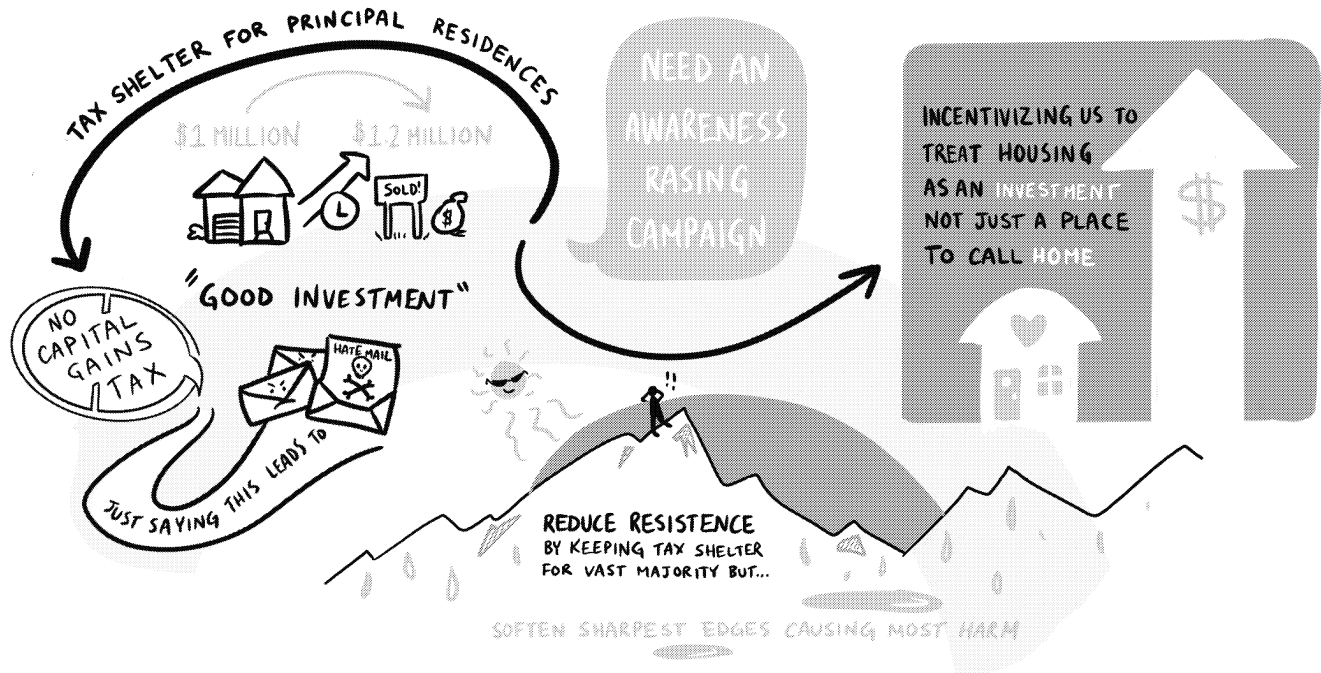 TAX SHELTER FOR PRINCIPAL RESIDENCES
$1 MILLION
$1.2 MILLION
SOLD!
$
"GOOD INVESTMENT"
NO
CAPITAL
GAINS
TAX
HATE MAIL
JUST SAYING THIS LEADS TO
NEED AN
AWARENESS
RASING
CAMPAIGN
INCENTIVIZING US TO
TREAT HOUSING
AS AN INVESTMENT
NOT JUST A PLACE
TO CALL HOME
$
!!
REDUCE RESISTENCE
BY KEEPING TAX SHELTER
FOR VAST MAJORITY BUT...
SOFTEN SHARPEST EDGES CAUSING MOST HARM